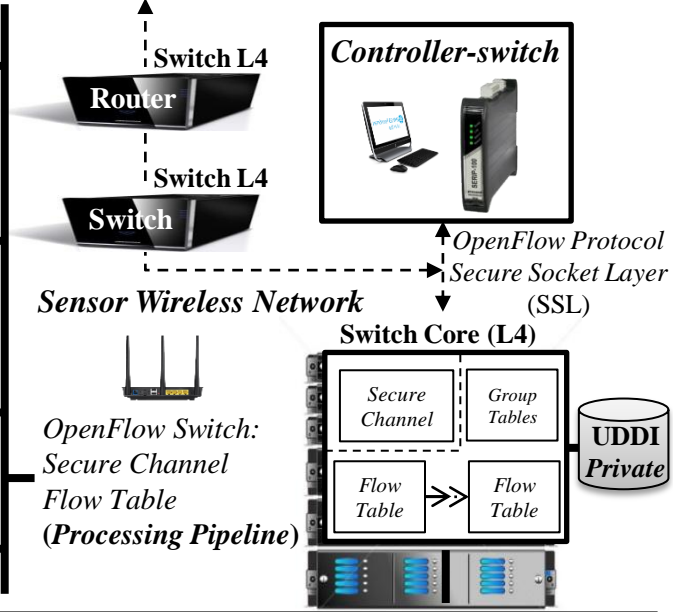 Switch L4
Router
Switch L4
Switch
Controller-switch
SERIP-100
OpenFlow Protocol
Secure Socket Layer
(SSL)
Sensor Wireless Network
Switch Core (L4)
Secure
Channel
Group
Tables
Flow
Table
Flow
Table
UDDI
Private
OpenFlow Switch:
Secure Channel
Flow Table
(Processing Pipeline)